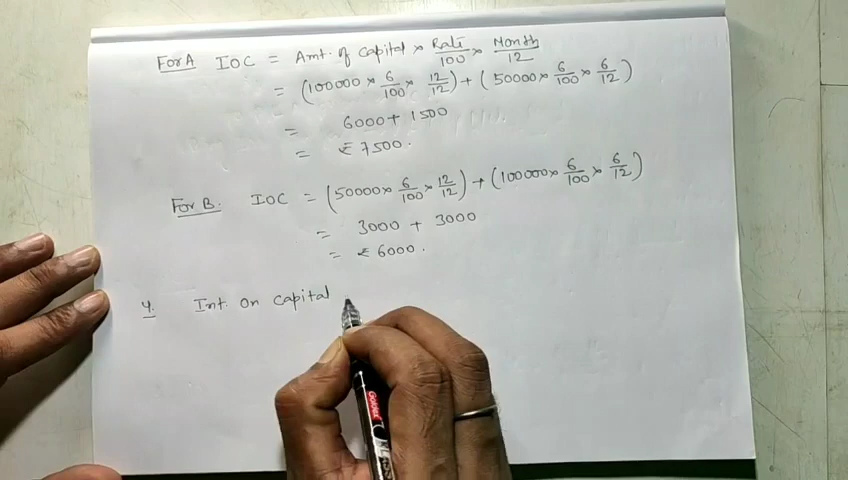 For A IOC = Amt. of Capital × Rate/100 × Month/12
= (100000 × 6/100 × 12/12) + (50000 × 6/100 × 6/12)
= 6000 + 1500
= ₹ 7500.
For B. IOC = (50000 × 6/100 × 12/12) + (100000 × 6/100 × 6/12)
= 3000 + 3000
= ₹ 6000.
4. Int. on capital